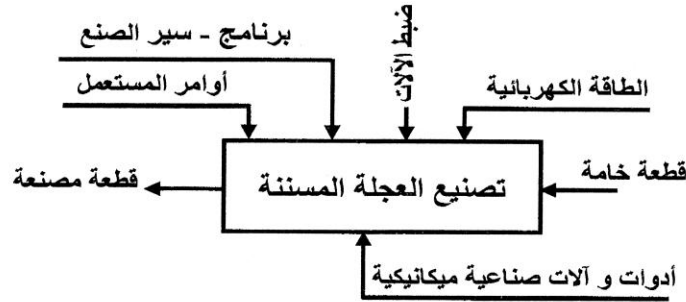 ضبط الآلات
برنامج - سير الصنع
أوامر المستعمل
الطاقة الكهربائية
قطعة خامة
تصنيع العجلة المسننة
قطعة مصنعة
أدوات و آلات صناعية ميكانيكية